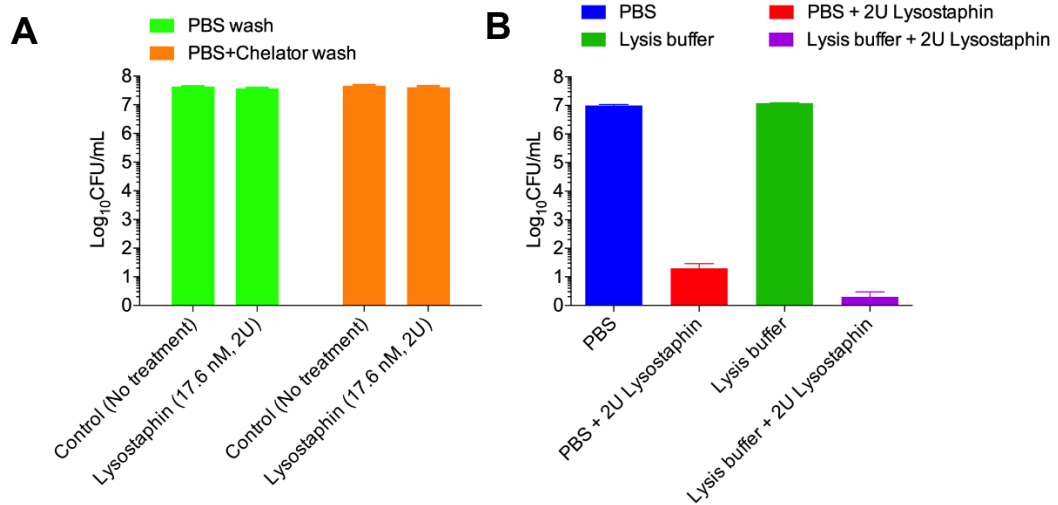 A
PBS wash
PBS+Chelator wash
Log10CFU/mL
8
7
6
5
4
3
2
1
0
Control (No treatment)
Lysostaphin (17.6 nM, 2U)
Control (No treatment)
Lysostaphin (17.6 nM, 2U)
B
PBS
PBS + 2U Lysostaphin
Lysis buffer
Lysis buffer + 2U Lysostaphin
Log10CFU/mL
8
7
6
5
4
3
2
1
0
PBS
PBS + 2U Lysostaphin
Lysis buffer
Lysis buffer + 2U Lysostaphin